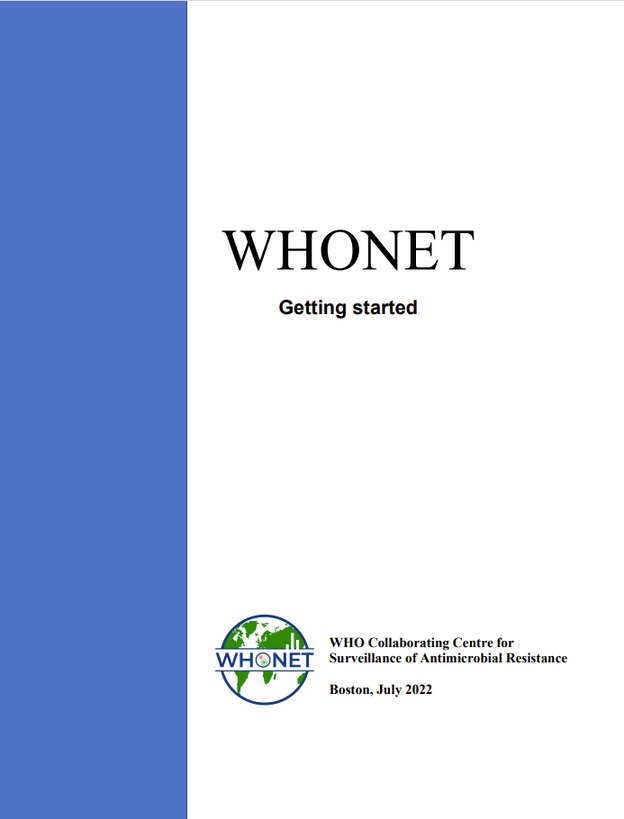 WHONET
Getting started
WHONET
WHO Collaborating Centre for
Surveillance of Antimicrobial Resistance
Boston, July 2022